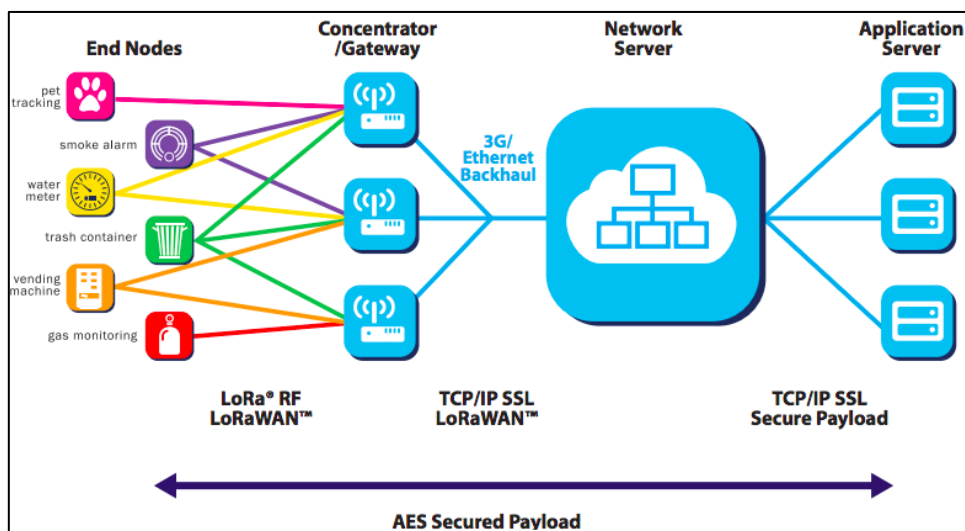 End Nodes
Concentrator
/Gateway
Network
Server
Application
Server
pet
tracking
smoke alarm
water
meter
trash container
vending
machine
gas monitoring
3G/
Ethernet
Backhaul
LoRa® RF
LoRaWAN™
TCP/IP SSL
LoRaWAN™
TCP/IP SSL
Secure Payload
AES Secured Payload